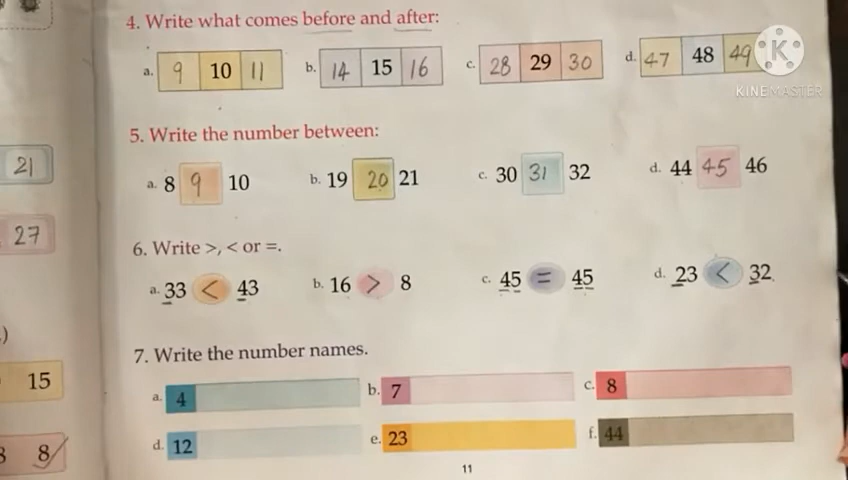 4. Write what comes before and after:
a. 9 10 11 b. 14 15 16 c. 28 29 30 d. 47 48 49
K
KINEMASTER
5. Write the number between:
21
a. 8 9 10 b. 19 20 21 c. 30 31 32 d. 44 45 46
27
6. Write >, < or =.
a. 33 < 43 b. 16 > 8 c. 45 = 45 d. 23 < 32
)
7. Write the number names.
15
a. 4 b. 7 c. 8
8
d. 12 e. 23 f. 44
11